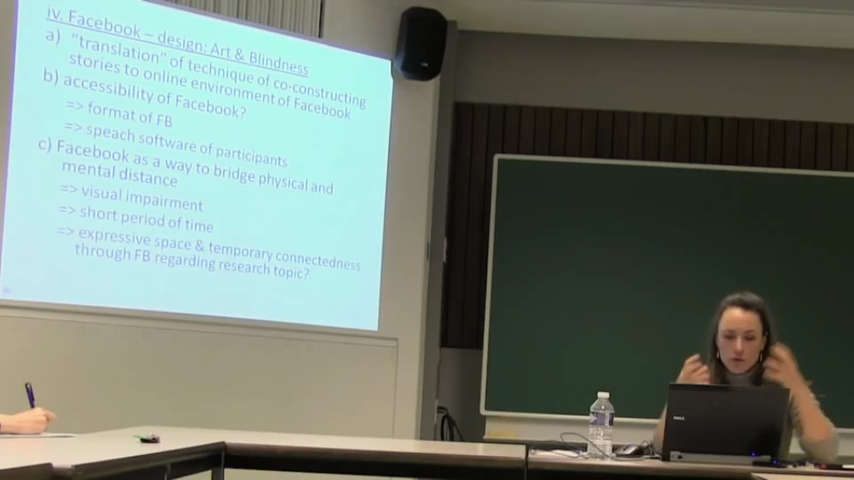 iv. Facebook – design: Art & Blindness
a) "translation" of technique of co-constructing
stories to online environment of Facebook
b) accessibility of Facebook?
=> format of FB
=> speach software of participants
c) Facebook as a way to bridge physical and
mental distance
=> visual impairment
=> short period of time
=> expressive space & temporary connectedness
through FB regarding research topic?
DELL